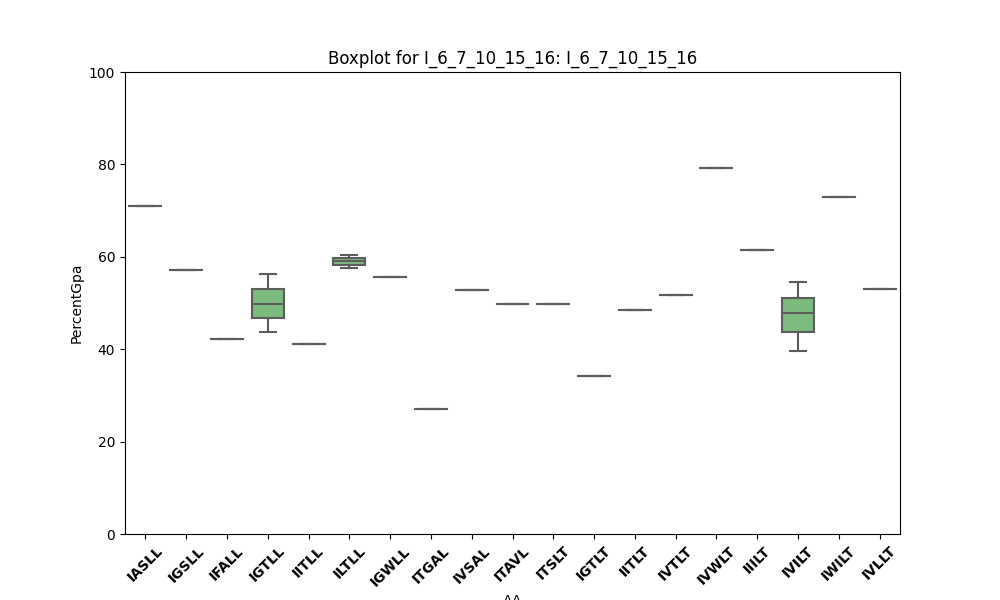 Boxplot for I_6_7_10_15_16: I_6_7_10_15_16
PercentGpa
100
80
60
40
20
0
IASLL
IGSLL
IFALL
IGTLL
IITLL
ILTLL
IGWLL
ITGAL
IVSAL
ITAVL
ITSLT
IGTLT
IITLT
IVTLT
IVWLT
IIILT
IVILT
IWILT
IVLLT
AA